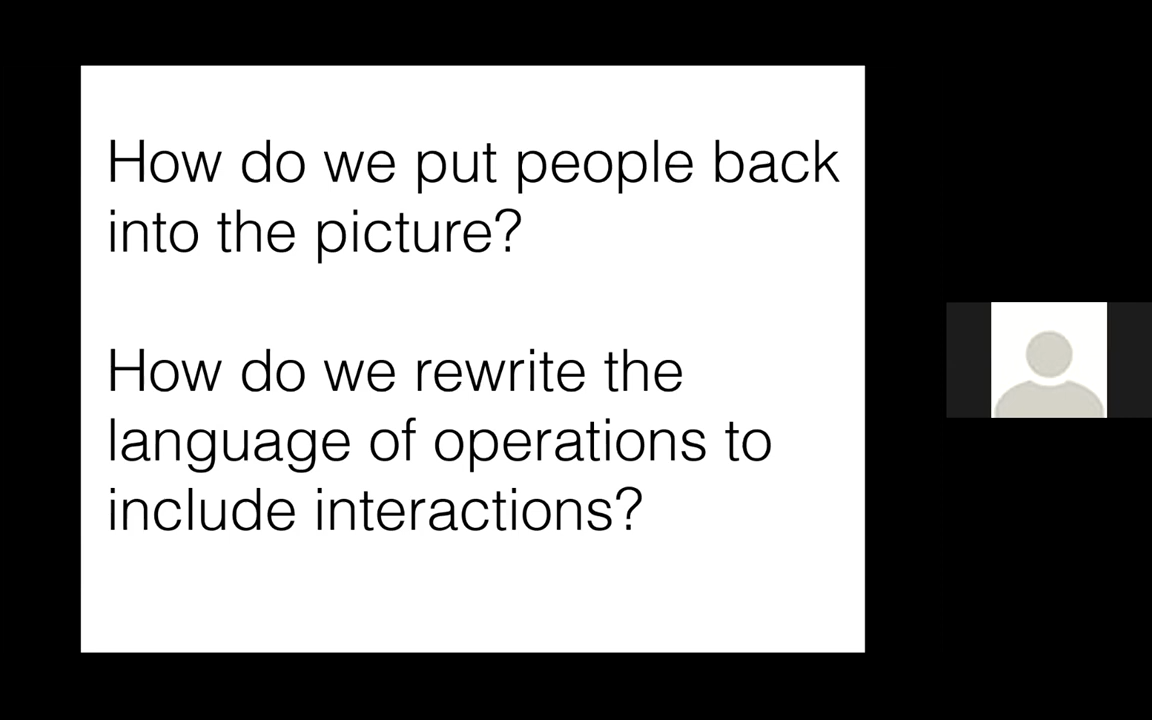 How do we put people back
into the picture?
How do we rewrite the
language of operations to
include interactions?